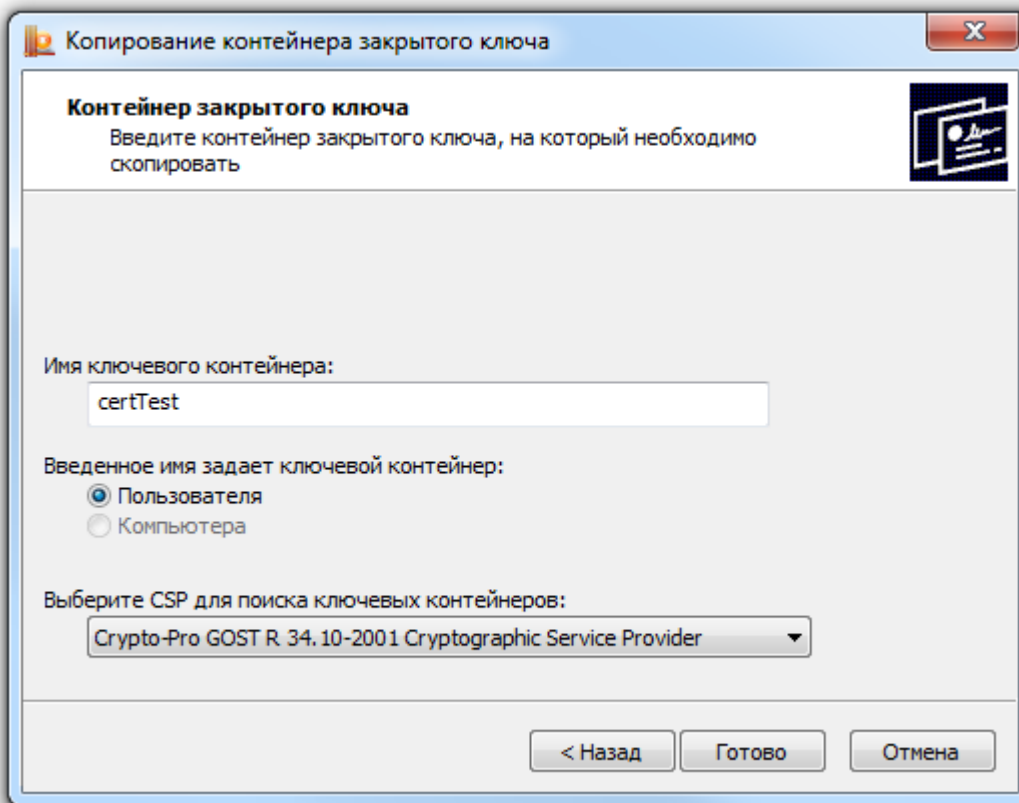 Копирование контейнера закрытого ключа
Контейнер закрытого ключа
Введите контейнер закрытого ключа, на который необходимо
скопировать
Имя ключевого контейнера:
certTest
Введенное имя задает ключевой контейнер:
Пользователя
Компьютера
Выберите CSP для поиска ключевых контейнеров:
Crypto-Pro GOST R 34.10-2001 Cryptographic Service Provider
< Назад Готово Отмена